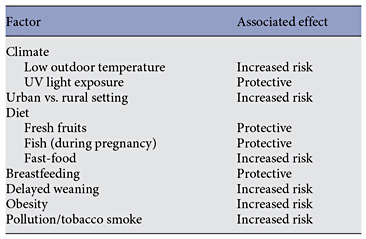 Factor Associated effect
Climate
Low outdoor temperature Increased risk
UV light exposure Protective
Urban vs. rural setting Increased risk
Diet
Fresh fruits Protective
Fish (during pregnancy) Protective
Fast-food Increased risk
Breastfeeding Protective
Delayed weaning Increased risk
Obesity Increased risk
Pollution/tobacco smoke Increased risk